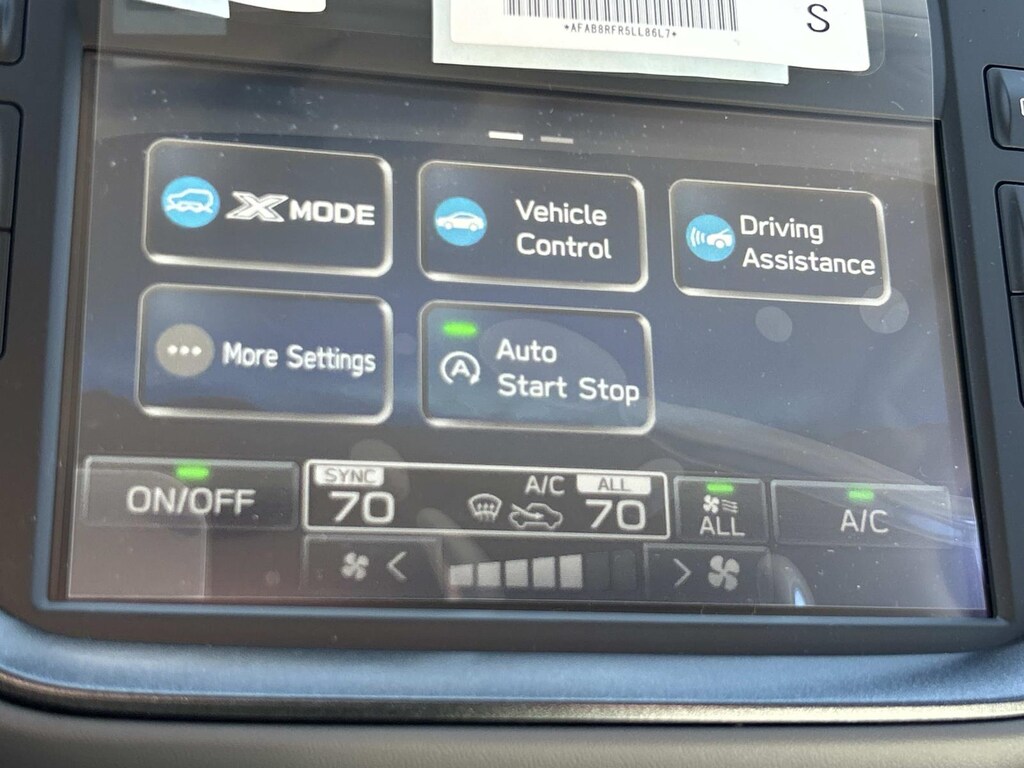 *AFAB8RFR5LL86L7*
S
X MODE
Vehicle
Control
Driving
Assistance
More Settings
A
Auto
Start Stop
ON/OFF
SYNC
70
A/C
ALL
70
ALL
A/C